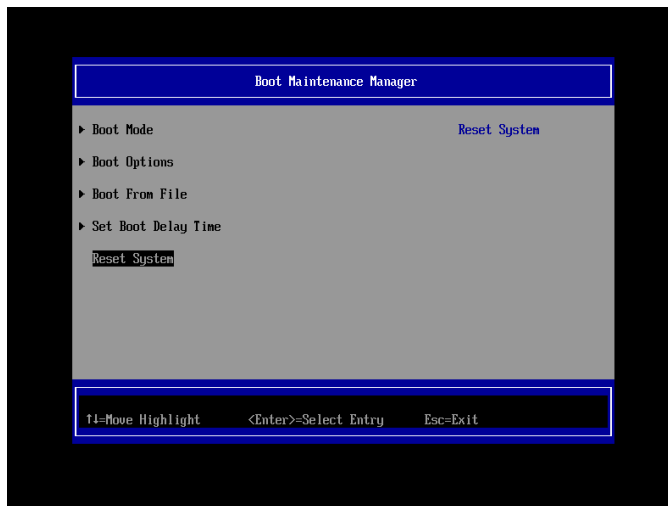 Boot Maintenance Manager
▶ Boot Mode
Reset System
▶ Boot Options
▶ Boot From File
▶ Set Boot Delay Time
Reset System
↑↓=Move Highlight <Enter>=Select Entry Esc=Exit